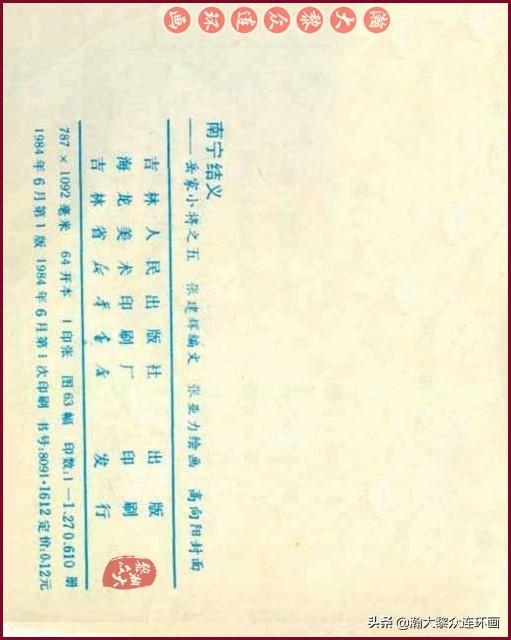 瀚大黎众连环画
南宁结义
——岳家小将之五 张建辉编文 张亚力绘画 高向阳封面
吉林人民出版社 出版
海龙美术印刷厂 印刷
吉林省新华书店 发行
787×1092毫米 64开本 1印张 图63幅 印数:1—1.270.610册
1984年6月第1版 1984年6月第1次印刷 书号:8091·1612 定价:0.12元
瀚大黎众
头条 @瀚大黎众连环画